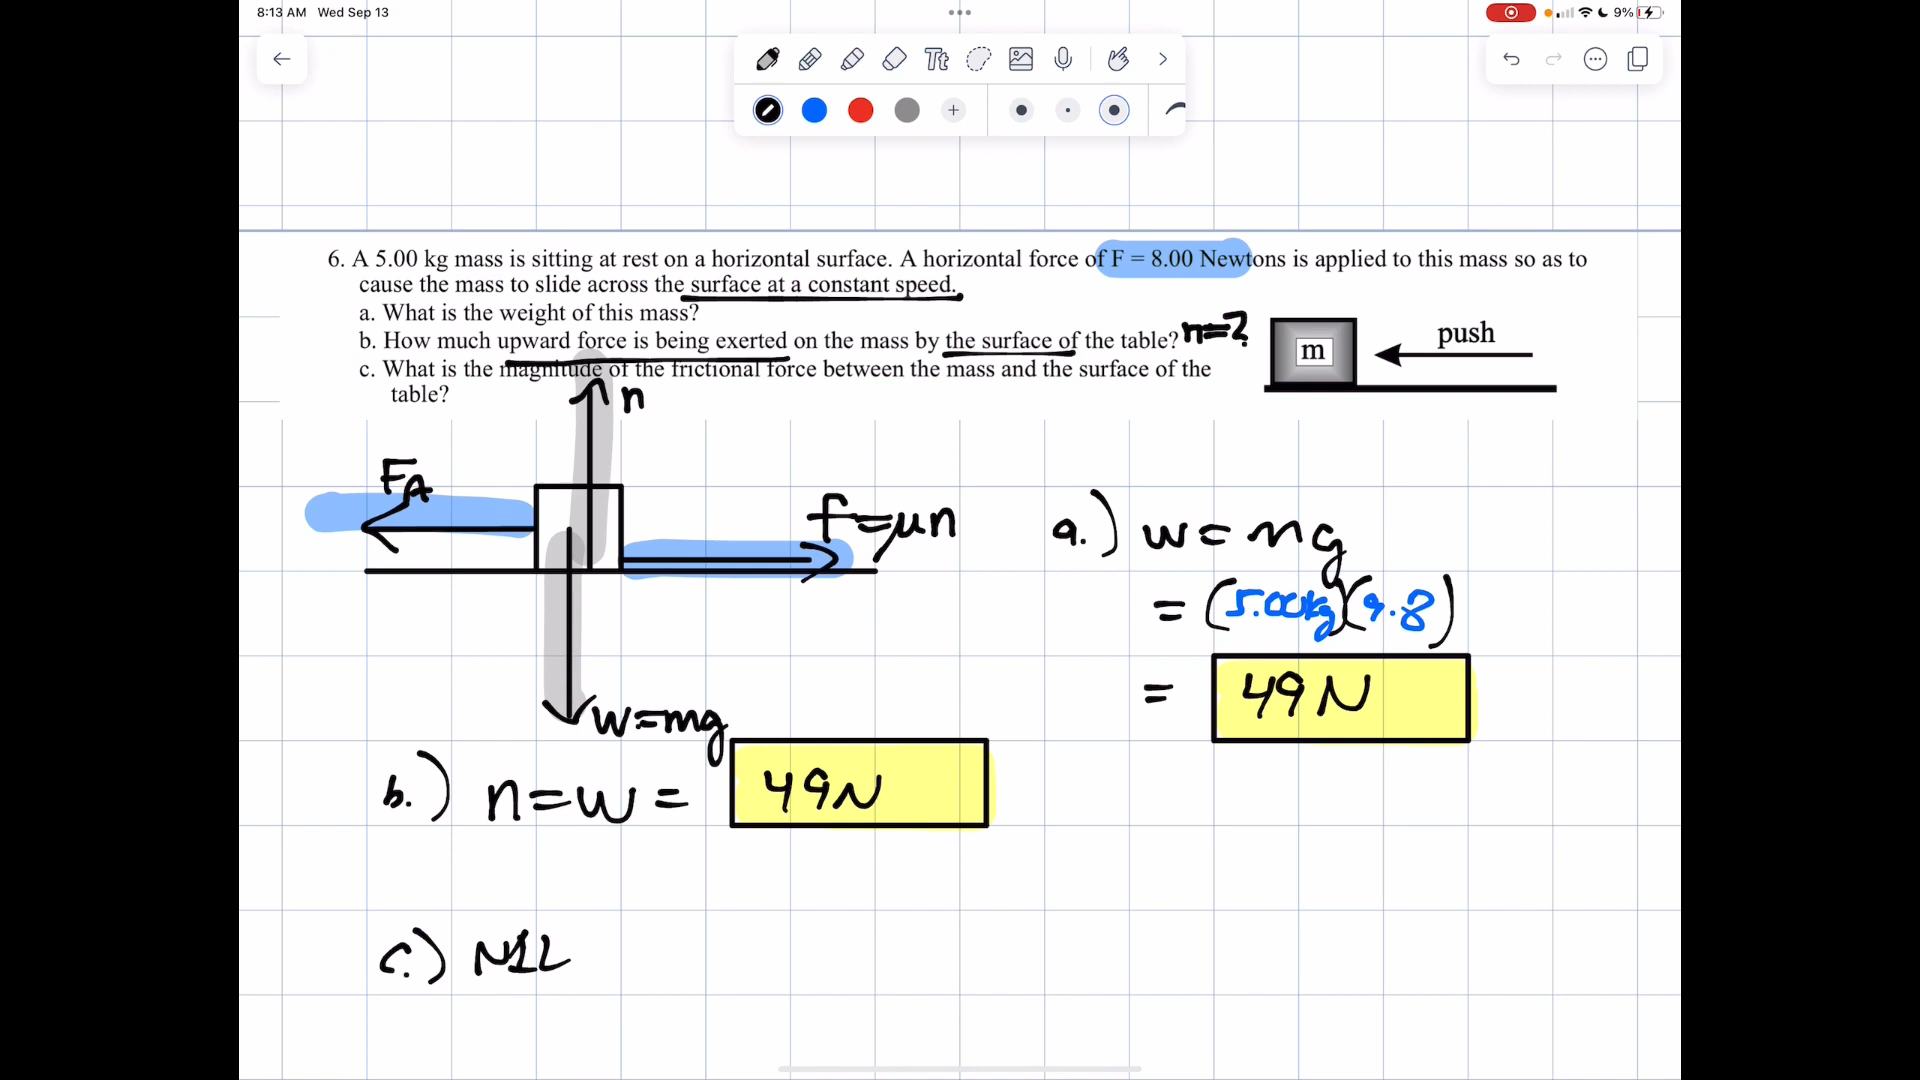 8:13 AM Wed Sep 13
9%
Tt
6. A 5.00 kg mass is sitting at rest on a horizontal surface. A horizontal force of F = 8.00 Newtons is applied to this mass so as to
cause the mass to slide across the surface at a constant speed.
a. What is the weight of this mass?
b. How much upward force is being exerted on the mass by the surface of the table? n=?
c. What is the magnitude of the frictional force between the mass and the surface of the
table?
m
push
n
FA
f=μn
w=mg
a.) w=mg
= (5.00kg)(9.8)
= 49N
b.) n=w= 49N
c.) N1L